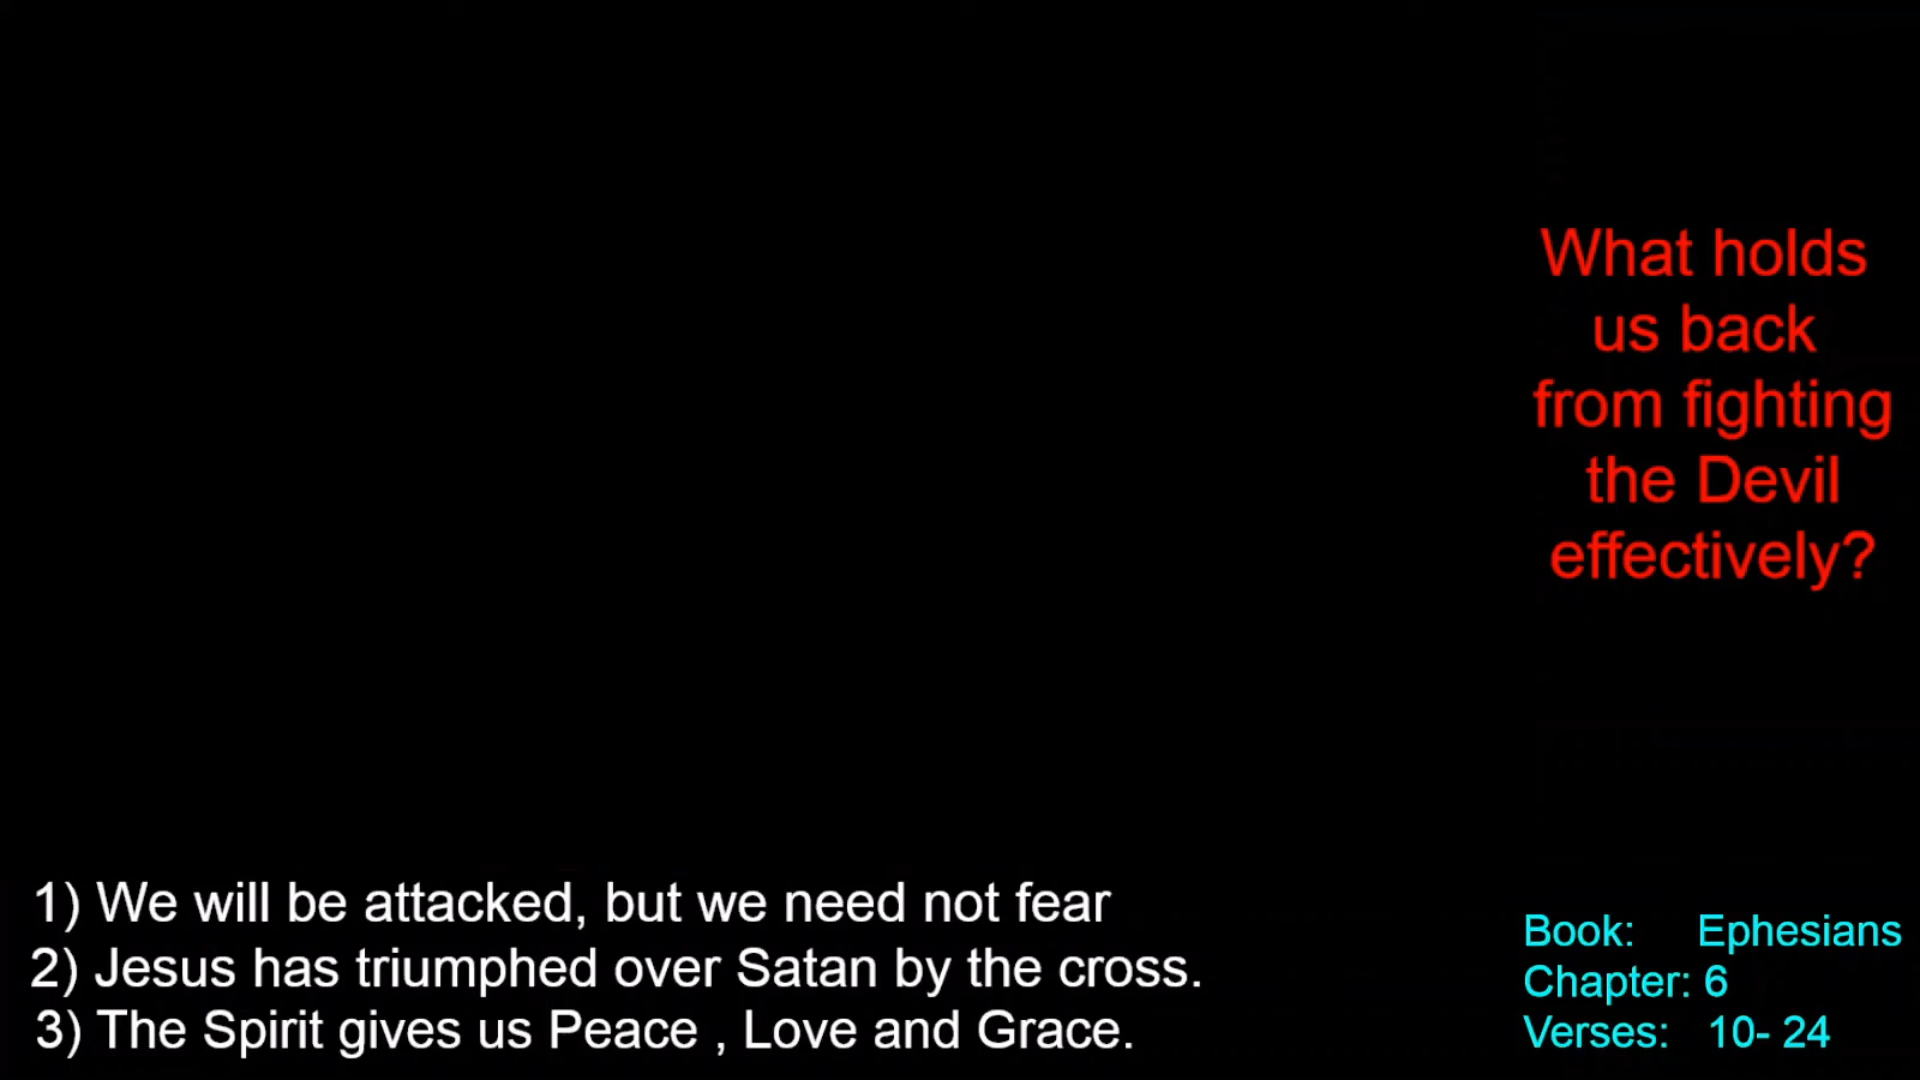 What holds
us back
from fighting
the Devil
effectively?
1) We will be attacked, but we need not fear
2) Jesus has triumphed over Satan by the cross.
3) The Spirit gives us Peace , Love and Grace.
Book: Ephesians
Chapter: 6
Verses: 10- 24